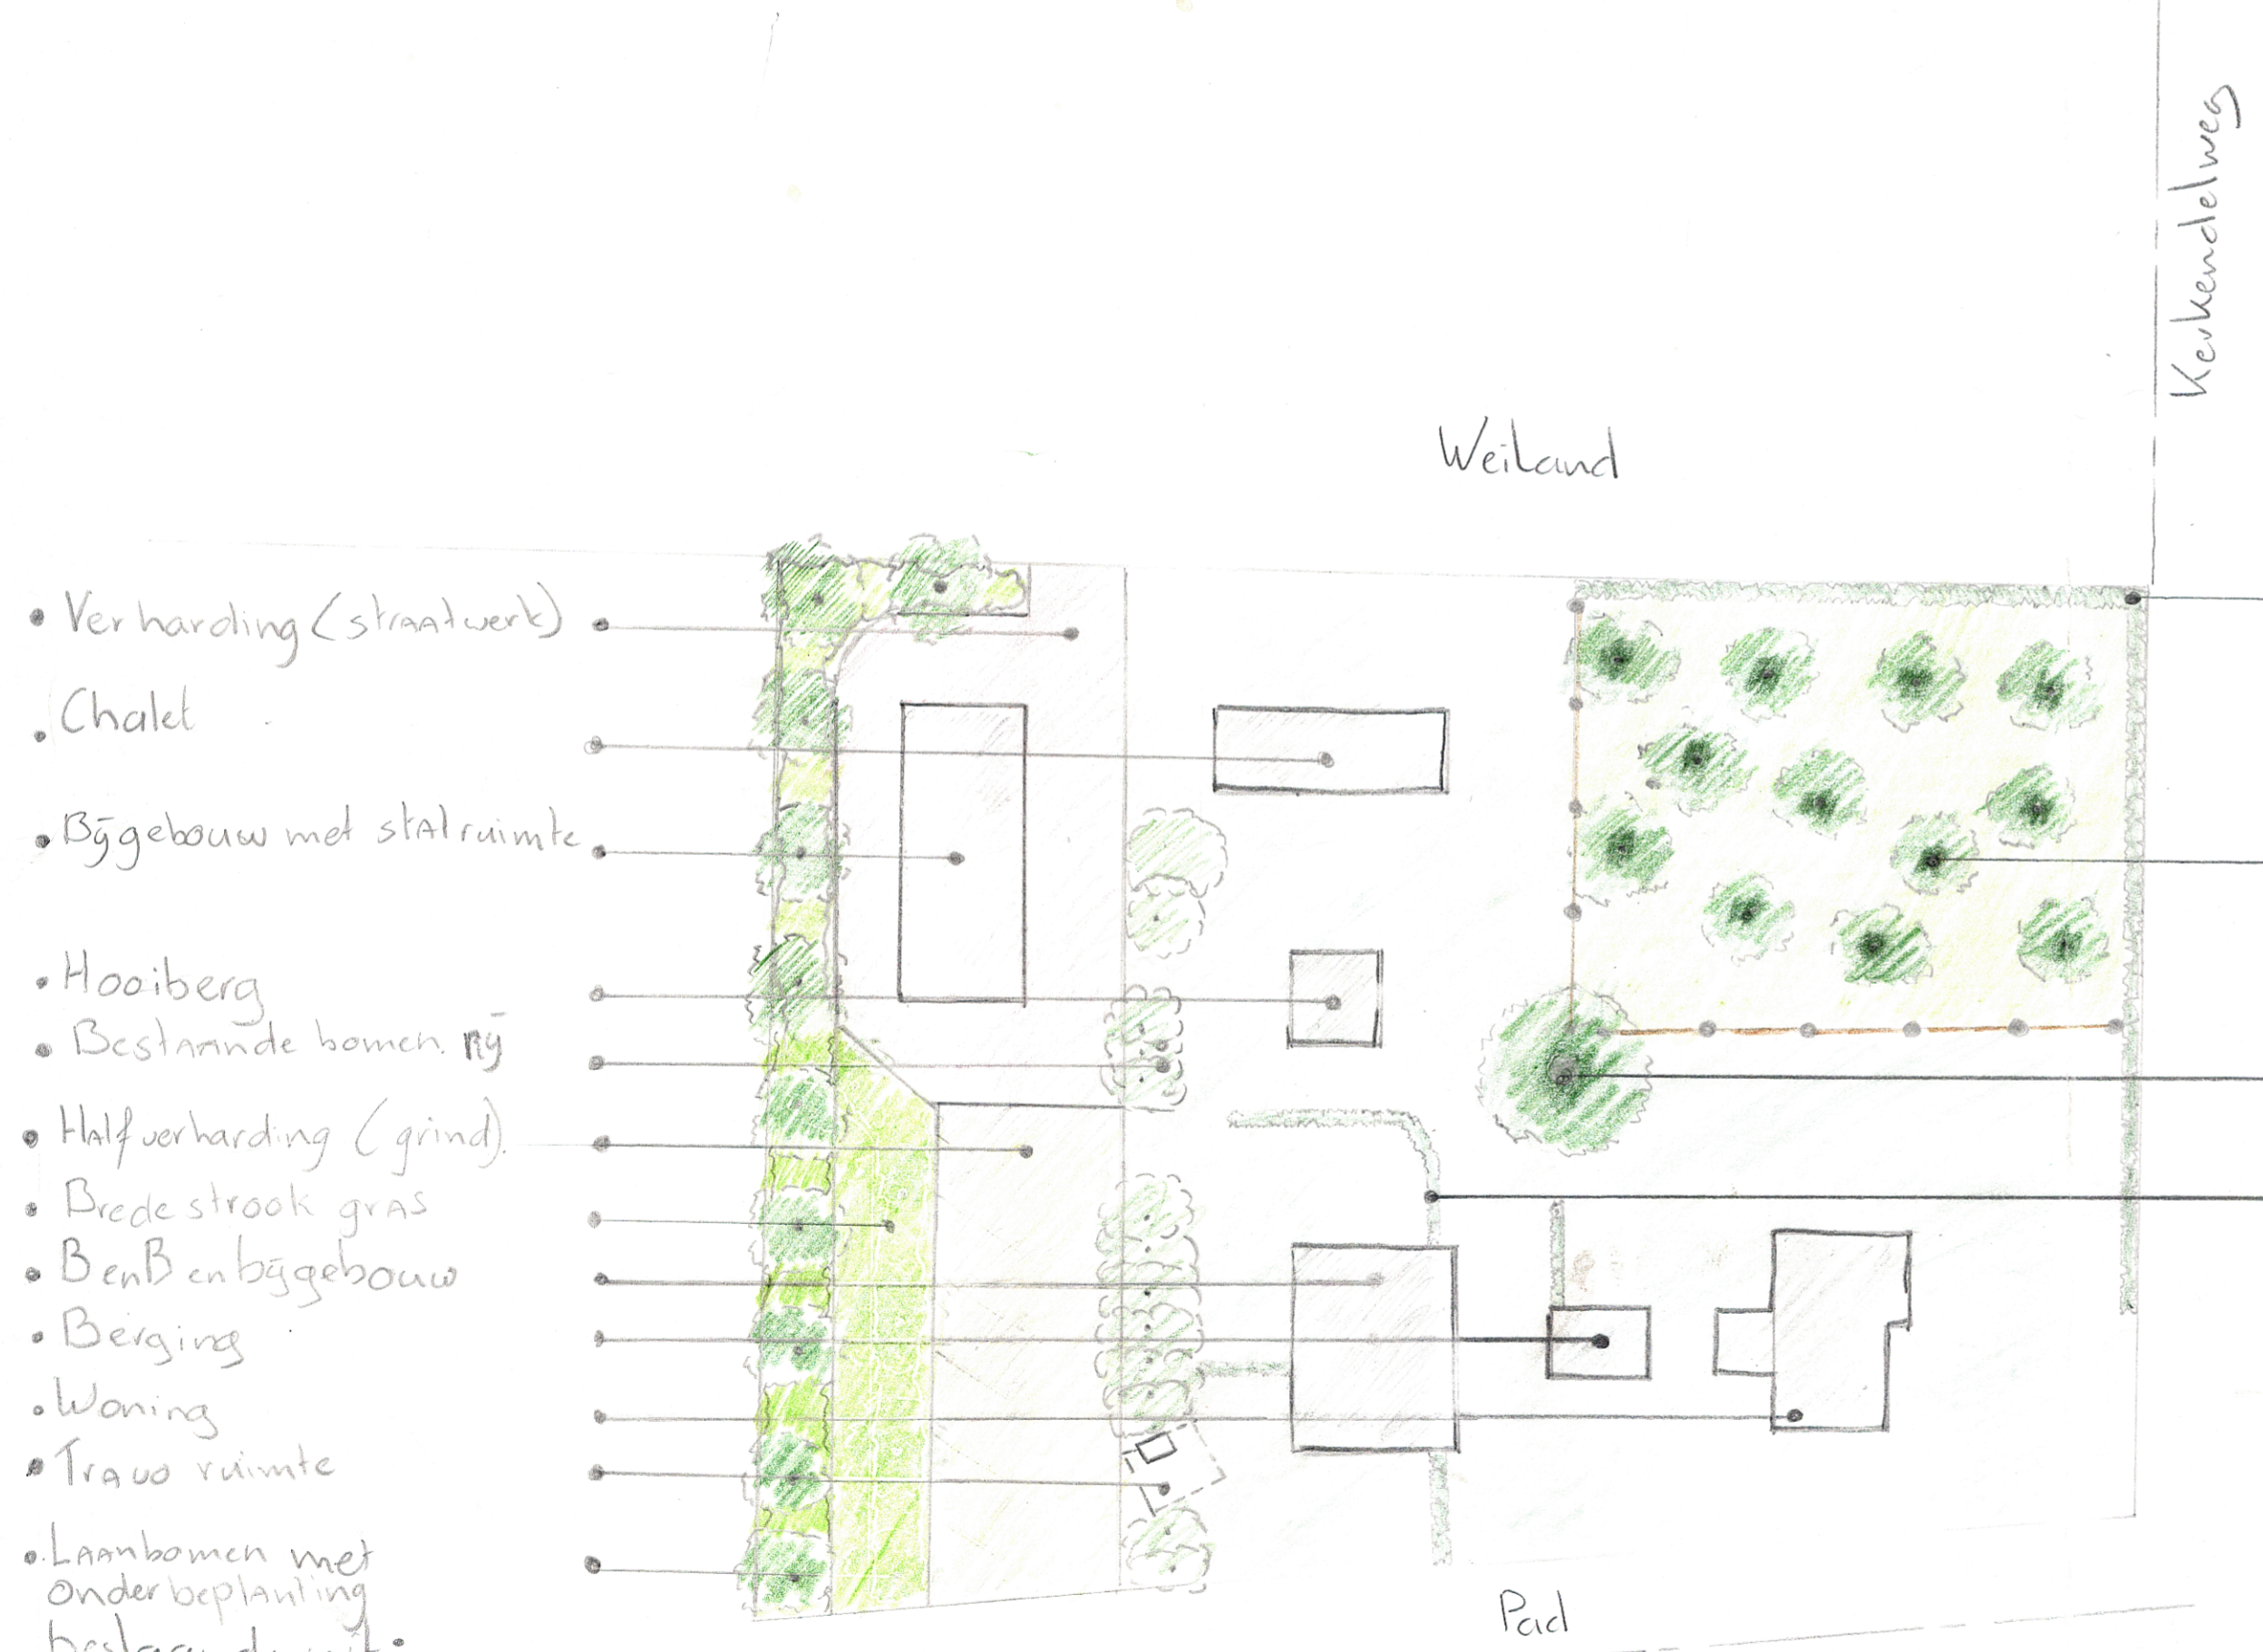 Kerkendelweg
Weiland
• Verharding (straatwerk)
• Chalet
• Bijgebouw met stalruimte
• Hooiberg
• Bestaande bomen rij
• Halfverharding (grind).
• Brede strook gras
• BenB en bijgebouw
• Berging
• Woning
• Travo ruimte
• Laanbomen met
onderbeplanting
Pad